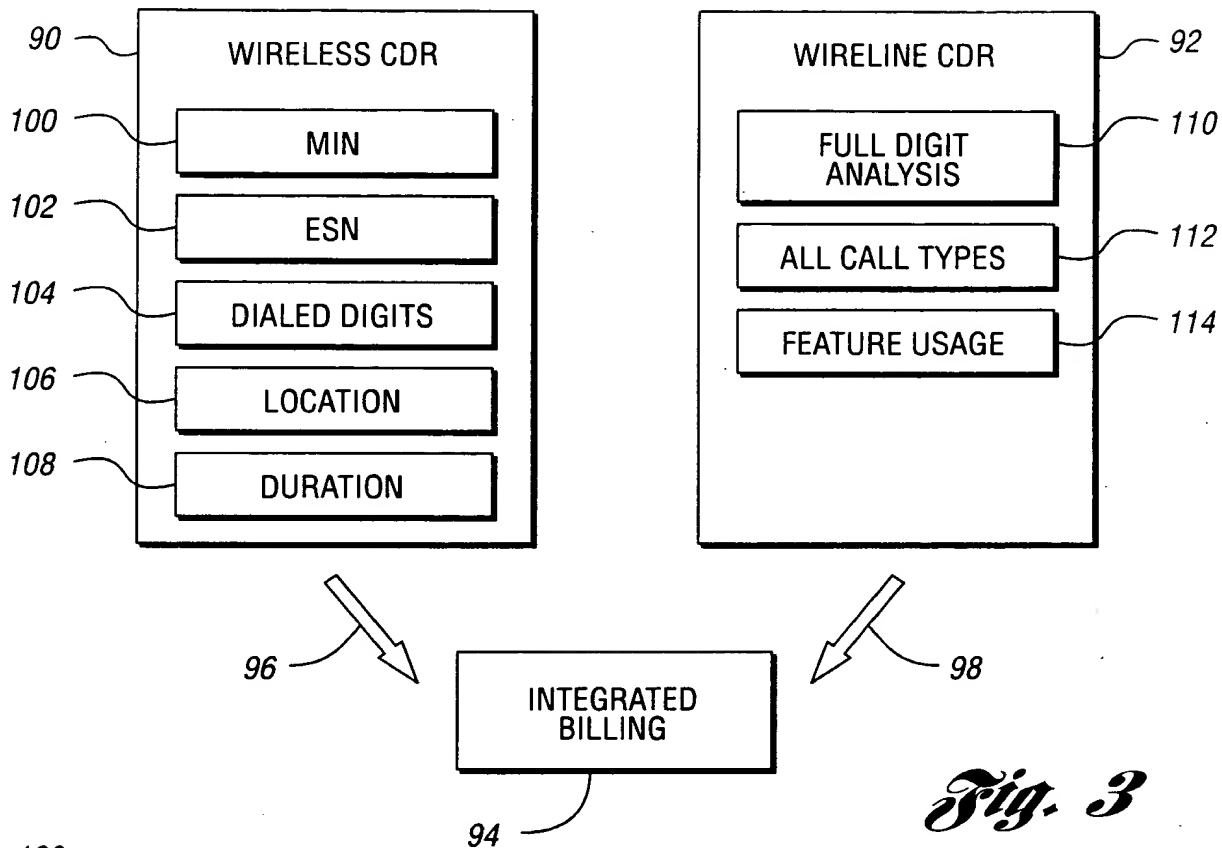 90
WIRELESS CDR
100
MIN
102
ESN
104
DIALED DIGITS
106
LOCATION
108
DURATION
92
WIRELINE CDR
110
FULL DIGIT
ANALYSIS
112
ALL CALL TYPES
114
FEATURE USAGE
96
98
INTEGRATED
BILLING
94
Fig. 3